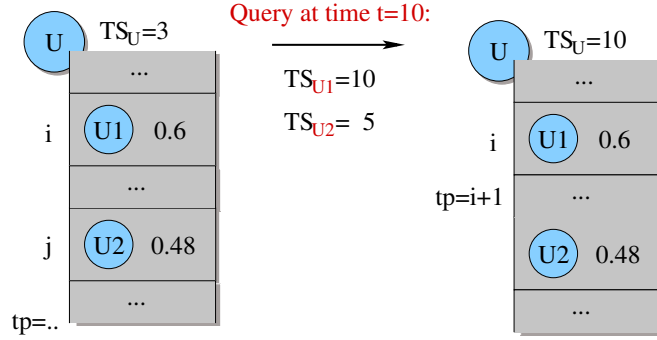 Query at time t=10:
U TS_U=3
...
i U1 0.6
...
j U2 0.48
...
tp=..
TS_U1=10
TS_U2= 5
U TS_U=10
...
i U1 0.6
tp=i+1 ...
U2 0.48
...